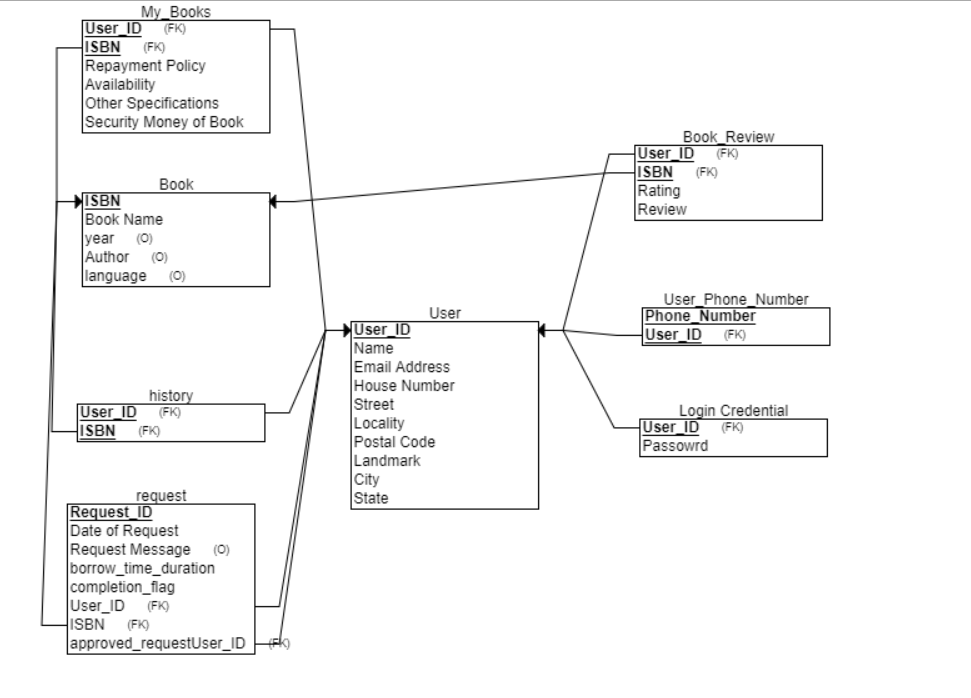 My_Books
User_ID (FK)
ISBN (FK)
Repayment Policy
Availability
Other Specifications
Security Money of Book
Book
ISBN
Book Name
year (O)
Author (O)
language (O)
history
User_ID (FK)
ISBN (FK)
request
Request_ID
Date of Request
Request Message (O)
borrow_time_duration
completion_flag
User_ID (FK)
ISBN (FK)
approved_requestUser_ID (FK)
User
User_ID
Name
Email Address
House Number
Street
Locality
Postal Code
Landmark
City
State
Book_Review
User_ID (FK)
ISBN (FK)
Rating
Review
User_Phone_Number
Phone_Number
User_ID (FK)
Login Credential
User_ID (FK)
Passowrd